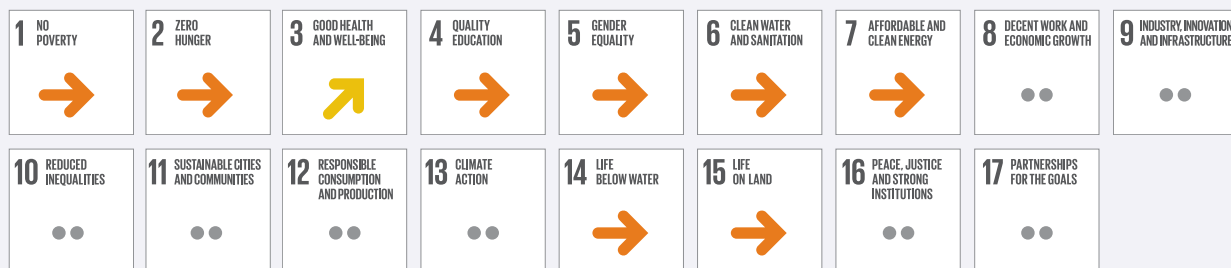 1 NO
POVERTY
2 ZERO
HUNGER
3 GOOD HEALTH
AND WELL-BEING
4 QUALITY
EDUCATION
5 GENDER
EQUALITY
6 CLEAN WATER
AND SANITATION
7 AFFORDABLE AND
CLEAN ENERGY
8 DECENT WORK AND
ECONOMIC GROWTH
9 INDUSTRY, INNOVATION
AND INFRASTRUCTURE
10 REDUCED
INEQUALITIES
11 SUSTAINABLE CITIES
AND COMMUNITIES
12 RESPONSIBLE
CONSUMPTION
AND PRODUCTION
13 CLIMATE
ACTION
14 LIFE
BELOW WATER
15 LIFE
ON LAND
16 PEACE, JUSTICE
AND STRONG
INSTITUTIONS
17 PARTNERSHIPS
FOR THE GOALS